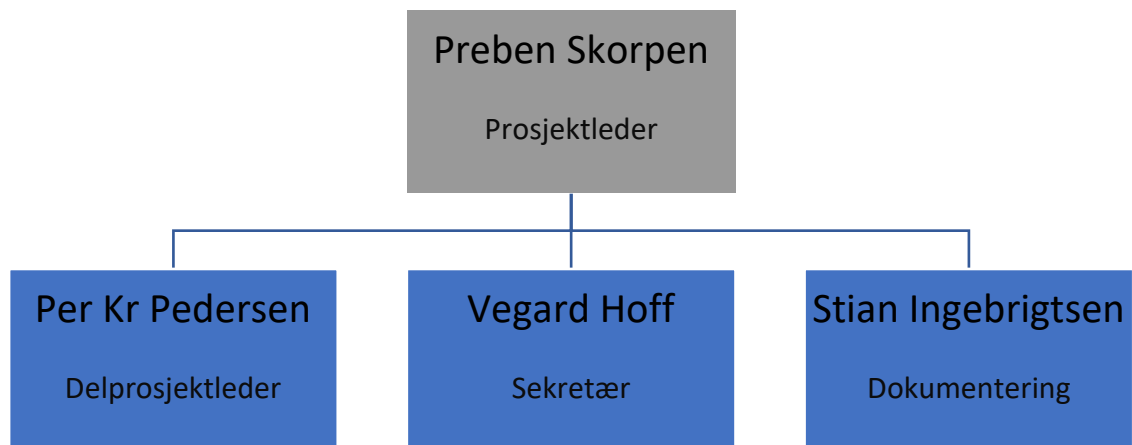 Preben Skorpen
Prosjektleder
Per Kr Pedersen
Delprosjektleder
Vegard Hoff
Sekretær
Stian Ingebrigtsen
Dokumentering